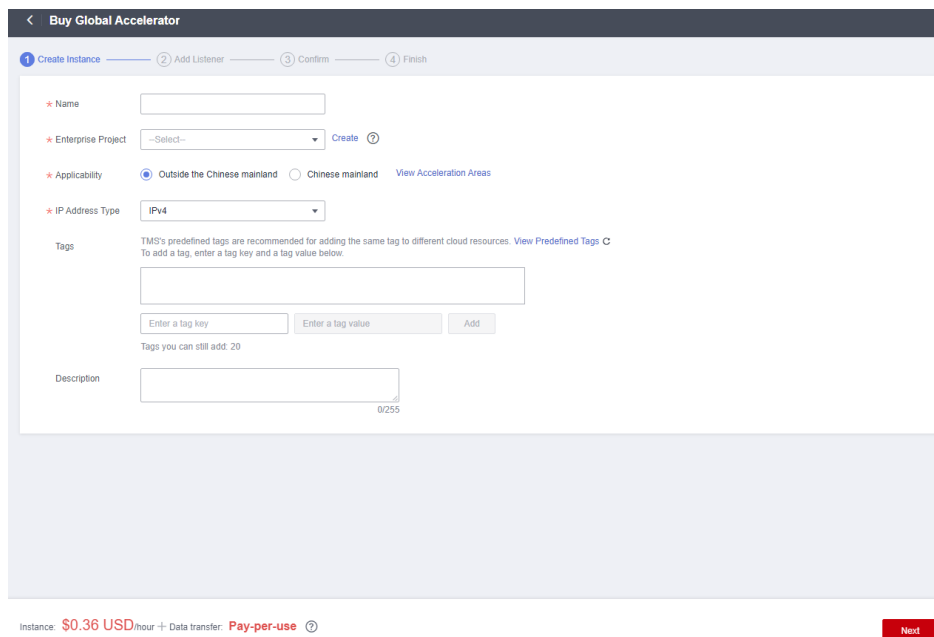 Buy Global Accelerator
1 Create Instance 2 Add Listener 3 Confirm 4 Finish
* Name
* Enterprise Project --Select-- Create ?
* Applicability Outside the Chinese mainland Chinese mainland View Acceleration Areas
* IP Address Type IPv4
Tags TMS's predefined tags are recommended for adding the same tag to different cloud resources. View Predefined Tags
To add a tag, enter a tag key and a tag value below.
Enter a tag key Enter a tag value Add
Tags you can still add: 20
Description
0/255
Instance: $0.36 USD/hour + Data transfer: Pay-per-use ?
Next